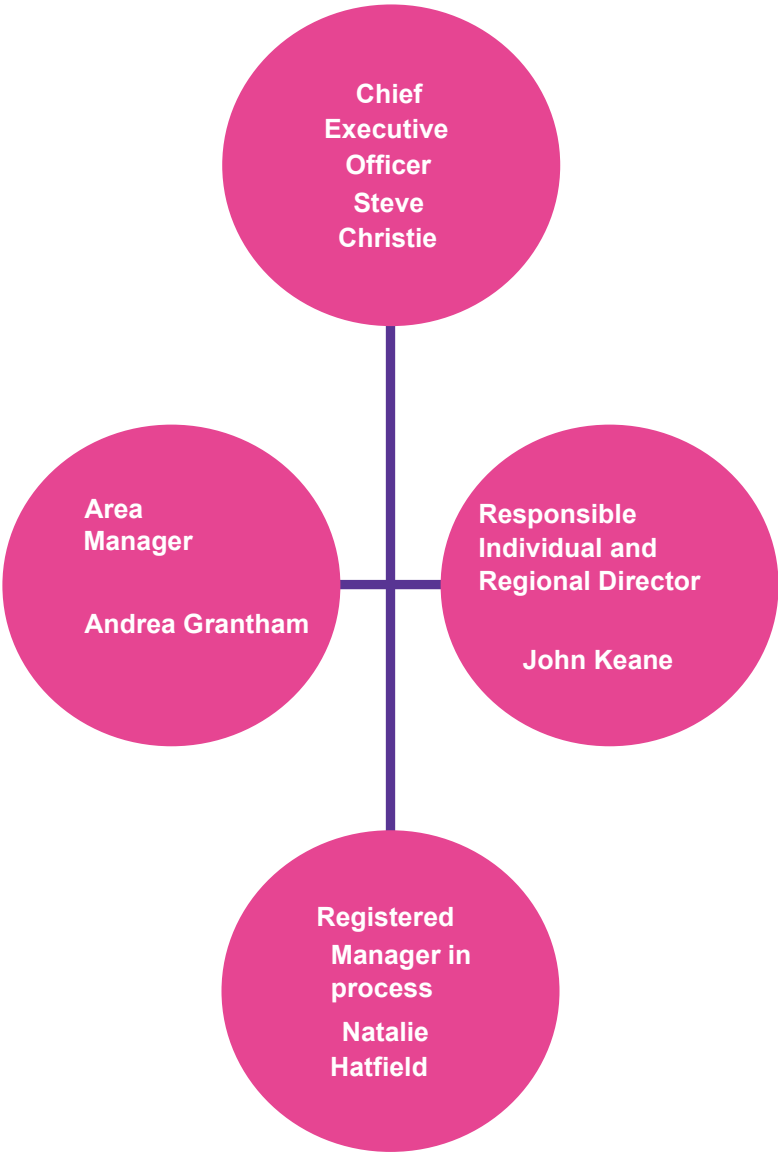 Chief
Executive
Officer
Steve
Christie
Area
Manager
Andrea Grantham
Responsible
Individual and
Regional Director
John Keane
Registered
Manager in
process
Natalie
Hatfield